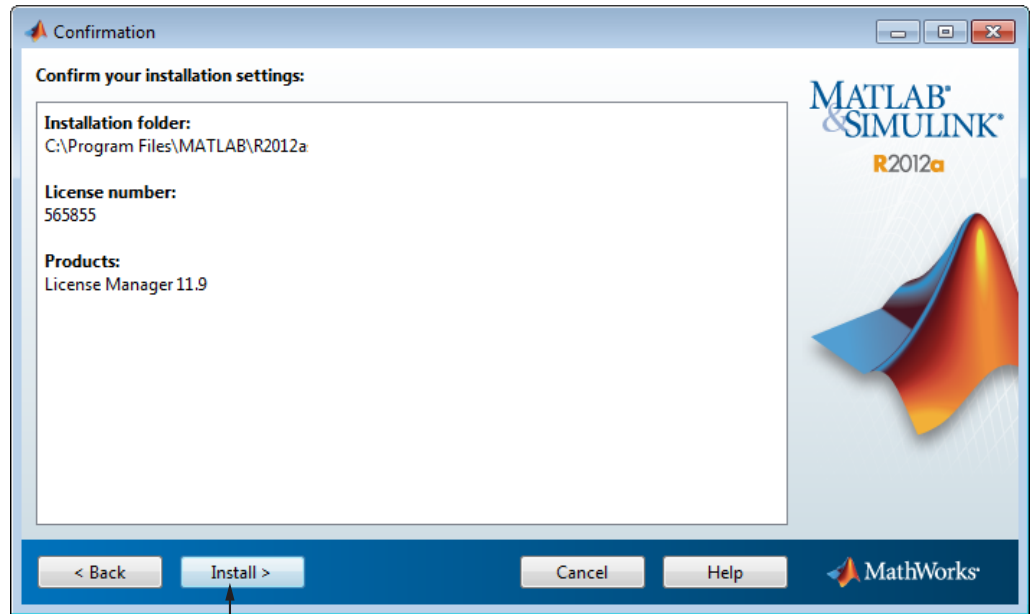 Confirmation
Confirm your installation settings:
Installation folder:
C:\Program Files\MATLAB\R2012a
License number:
565855
Products:
License Manager 11.9
MATLAB®
&SIMULINK®
R2012a
< Back
Install >
Cancel
Help
MathWorks®